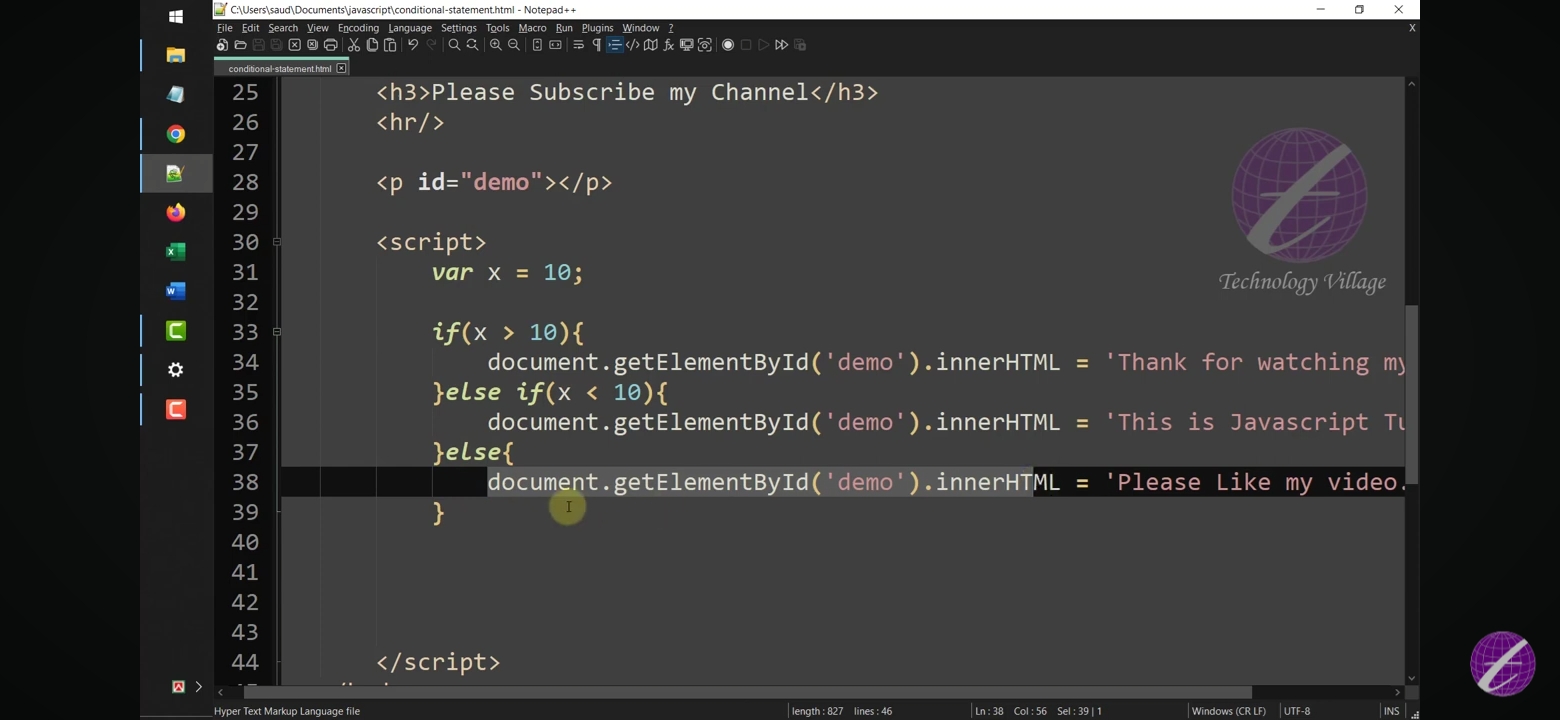 C:\Users\saud\Documents\javascript\conditional-statement.html - Notepad++
File Edit Search View Encoding Language Settings Tools Macro Run Plugins Window ? X
conditional-statement.html
25 <h3>Please Subscribe my Channel</h3>
26 <hr/>
27
28 <p id="demo"></p>
29
30 <script>
31 var x = 10;
32
33 if(x > 10){
34 document.getElementById('demo').innerHTML = 'Thank for watching my
35 }else if(x < 10){
36 document.getElementById('demo').innerHTML = 'This is Javascript Tu
37 }else{
38 document.getElementById('demo').innerHTML = 'Please Like my video.
39 }
40
41
42
43
44 </script>
Technology Village
Hyper Text Markup Language file length : 827 lines : 46 Ln : 38 Col : 56 Sel : 39 | 1 Windows (CR LF) UTF-8 INS